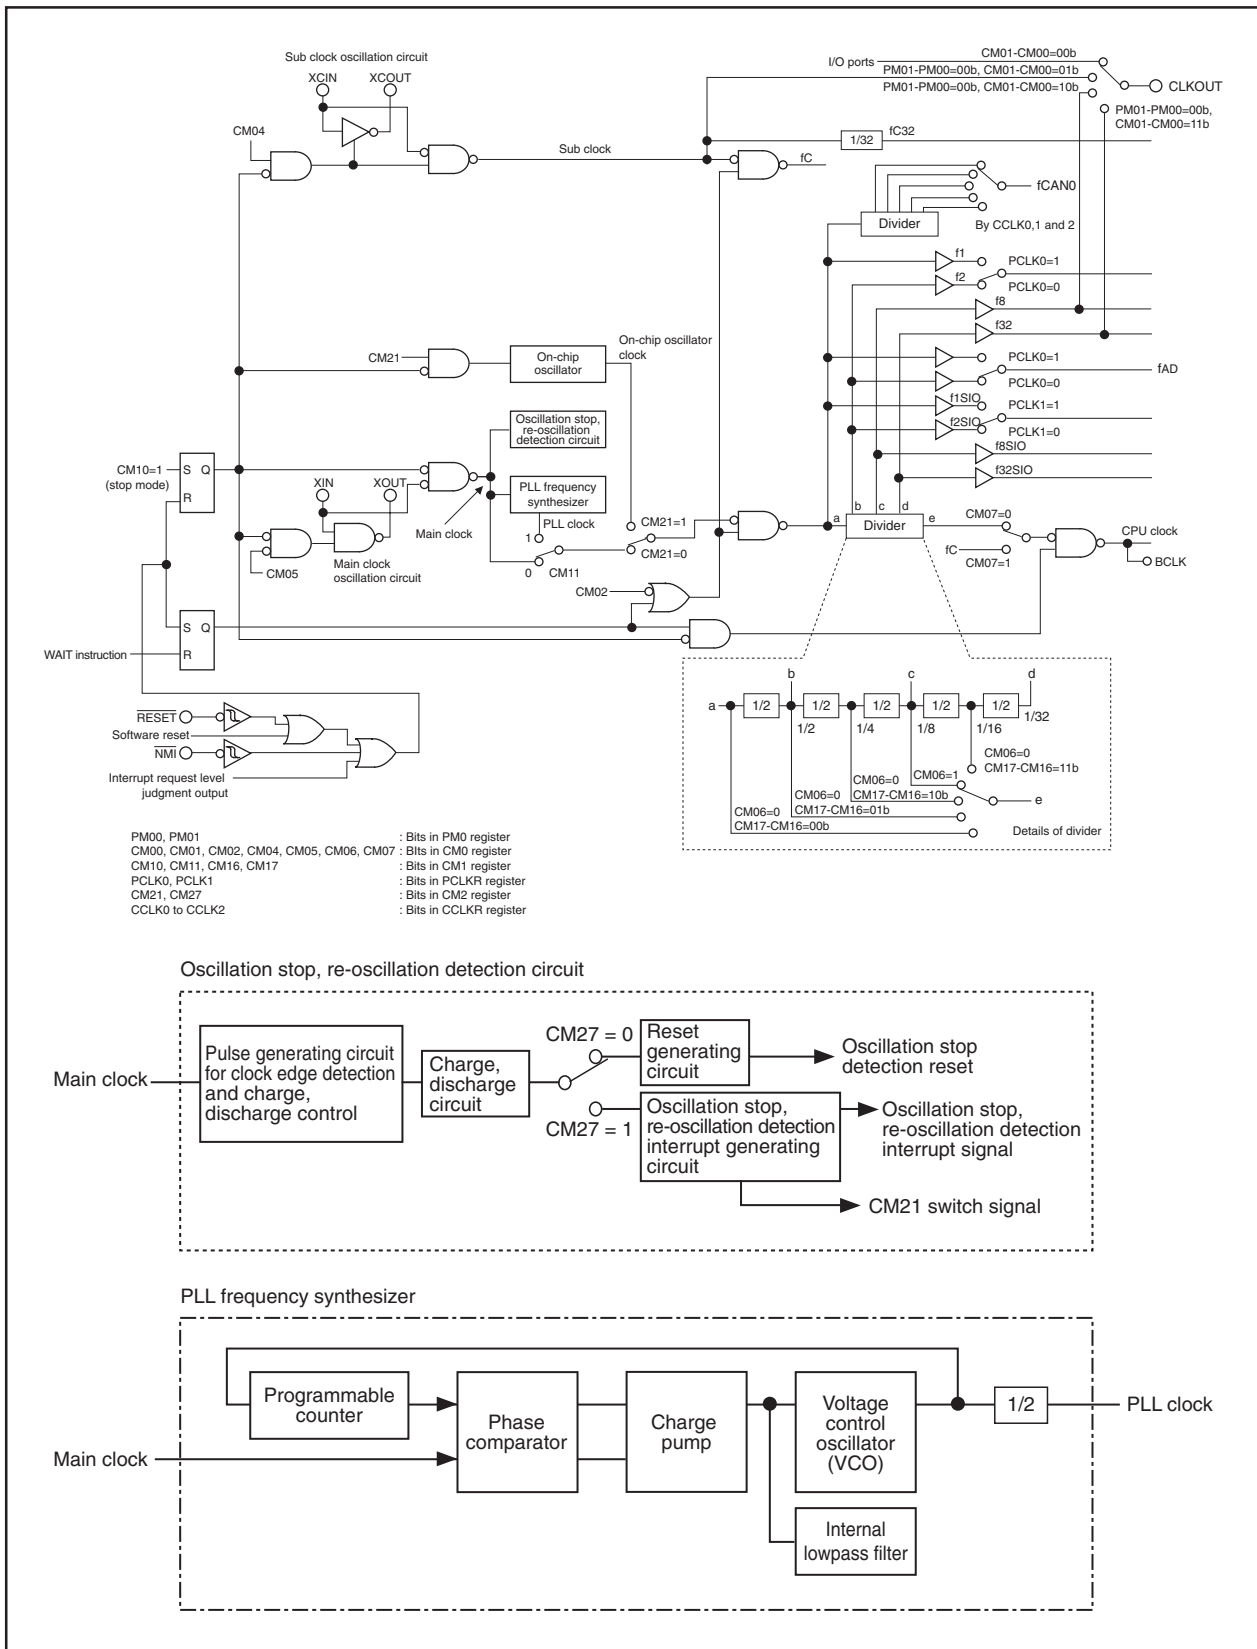 Sub clock oscillation circuit
XCIN
XCOUT
CM04
Sub clock
I/O ports
CM01-CM00=00b
PM01-PM00=00b, CM01-CM00=01b
PM01-PM00=00b, CM01-CM00=10b
CLKOUT
PM01-PM00=00b,
CM01-CM00=11b
1/32
fC32
fC
fCAN0
Divider
By CCLK0,1 and 2
f1
PCLK0=1
f2
PCLK0=0
f8
f32
PCLK0=1
fAD
PCLK0=0
f1SIO
PCLK1=1
f2SIO
PCLK1=0
f8SIO
f32SIO
CM21
On-chip
oscillator
On-chip oscillator
clock
Oscillation stop,
re-oscillation
detection circuit
CM10=1
(stop mode)
S
Q
R
XIN
XOUT
PLL frequency
synthesizer
Main clock
PLL clock
1
0
CM11
CM21=1
CM21=0
CM05
Main clock
oscillation circuit
a
b
c
d
Divider
e
CM07=0
fC
CM07=1
CPU clock
BCLK
CM02
S
Q
R
WAIT instruction
RESET
Software reset
NMI
Interrupt request level
judgment output
b
c
d
a
1/2
1/2
1/2
1/2
1/2
1/2
1/4
1/8
1/16
1/32
CM06=0
CM17-CM16=11b
CM06=1
CM06=0
CM17-CM16=10b
e
CM06=0
CM17-CM16=01b
CM06=0
CM17-CM16=00b
Details of divider
PM00, PM01 : Bits in PM0 register
CM00, CM01, CM02, CM04, CM05, CM06, CM07 : Bits in CM0 register
CM10, CM11, CM16, CM17 : Bits in CM1 register
PCLK0, PCLK1 : Bits in PCLKR register
CM21, CM27 : Bits in CM2 register
CCLK0 to CCLK2 : Bits in CCLKR register
Oscillation stop, re-oscillation detection circuit
Main clock
Pulse generating circuit
for clock edge detection
and charge,
discharge control
Charge,
discharge
circuit
CM27 = 0
Reset
generating
circuit
Oscillation stop
detection reset
CM27 = 1
Oscillation stop,
re-oscillation detection
interrupt generating
circuit
Oscillation stop,
re-oscillation detection
interrupt signal
CM21 switch signal
PLL frequency synthesizer
Programmable
counter
Main clock
Phase
comparator
Charge
pump
Voltage
control
oscillator
(VCO)
1/2
PLL clock
Internal
lowpass filter